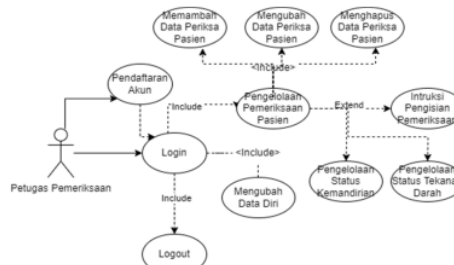 Memambah
Data Periksa
Pasien
Mengubah
Data Periksa
Pasien
Menghapus
Data Periksa
Pasien
<Include>
Pendaftaran
Akun
Include
Pengelolaan
Pemeriksaan
Pasien
Extend
Intruksi
Pengisian
Pemeriksaan
Login
<Include>
Petugas Pemeriksaan
Mengubah
Data Diri
Pengelolaan
Status
Kemandirian
Pengelolaan
Status Tekana
Darah
Include
Logout